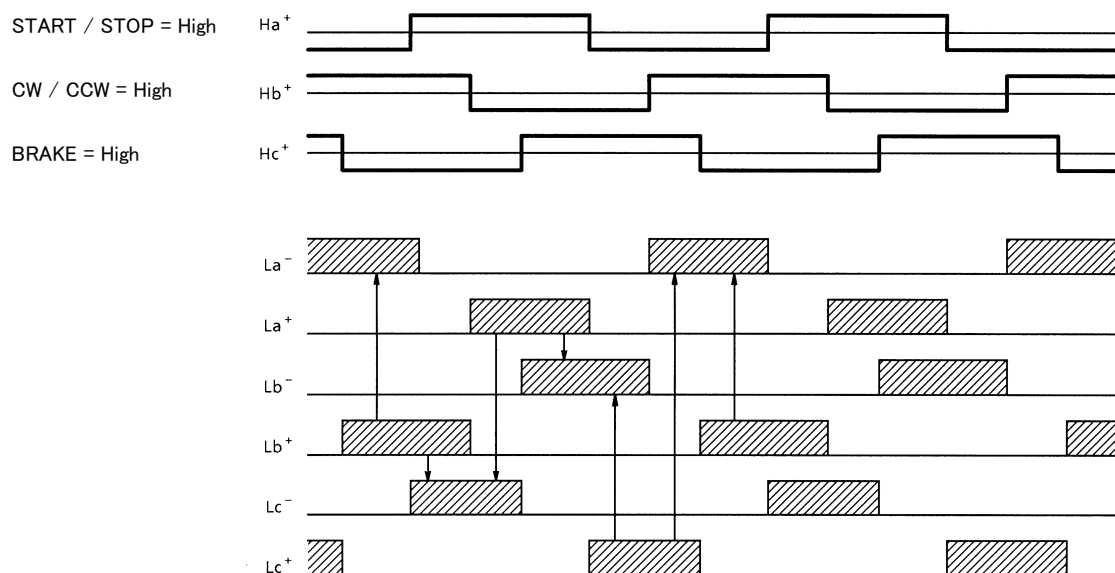 START / STOP = High
Ha⁺
CW / CCW = High
Hb⁺
BRAKE = High
Hc⁺
La⁻
La⁺
Lb⁻
Lb⁺
Lc⁻
Lc⁺